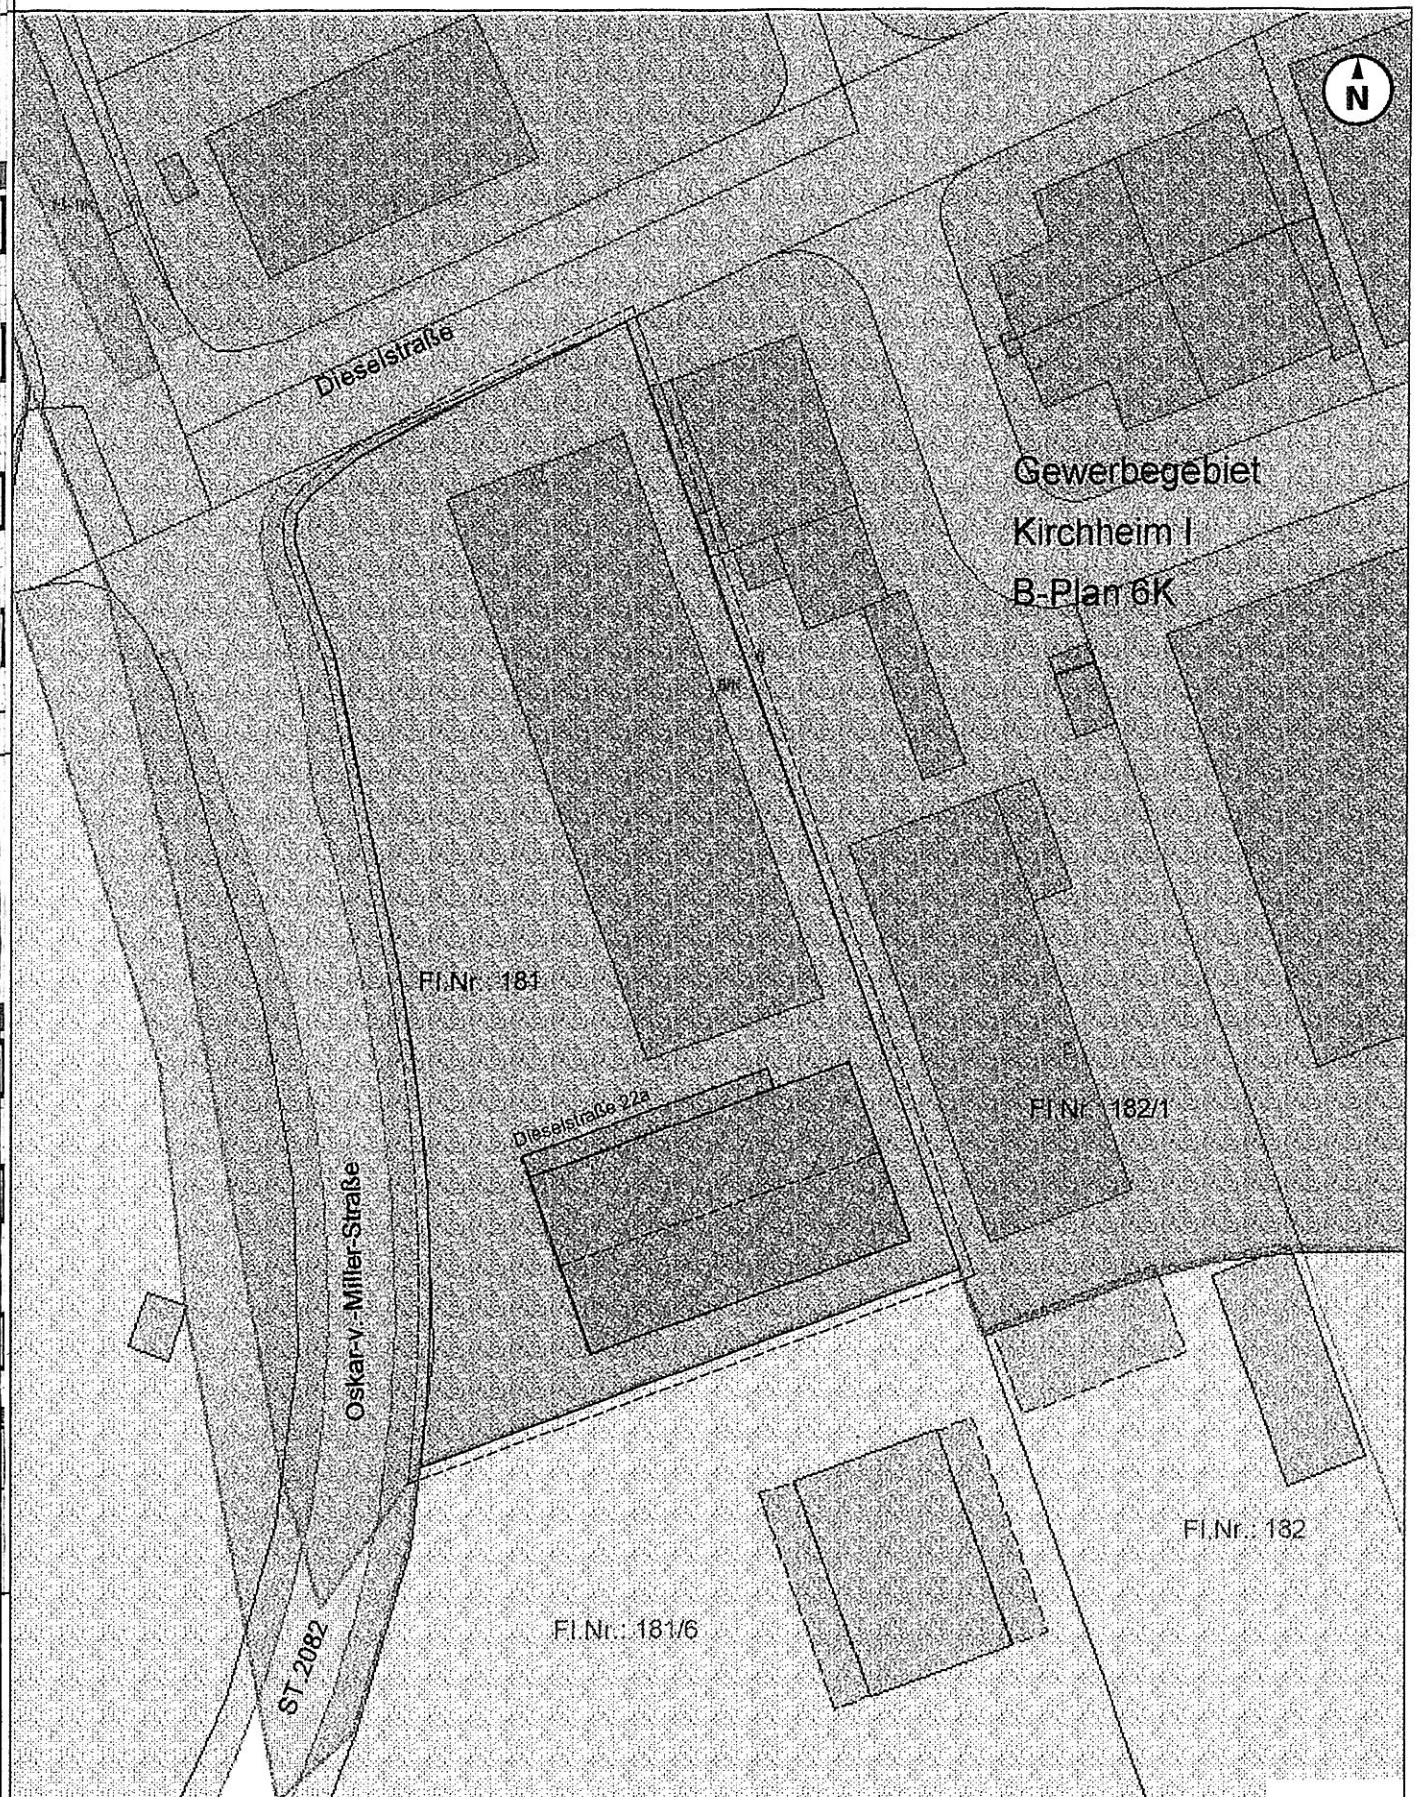 N
Dieselstraße
Gewerbegebiet
Kirchheim I
B-Plan 6K
Fl.Nr.: 181
Dieselstraße 22a
Fl.Nr.: 182/1
Oskar-v.-Miller-Straße
Fl.Nr.: 182
Fl.Nr.: 181/6
ST 2082